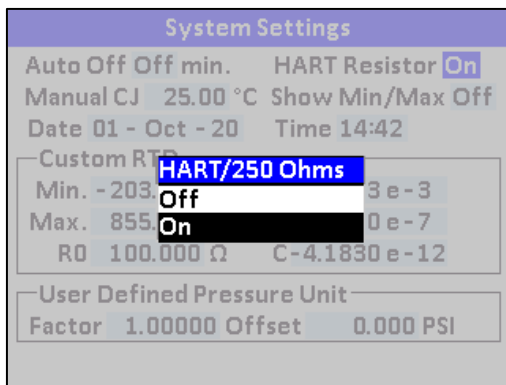 System Settings
Auto Off Off min. HART Resistor On
Manual CJ 25.00 °C Show Min/Max Off
Date 01 - Oct - 20 Time 14:42
Custom RTD
HART/250 Ohms
Min. -203. Off 3 e - 3
Max. 855. On 0 e - 7
R0 100.000 Ω C -4.1830 e - 12
User Defined Pressure Unit
Factor 1.00000 Offset 0.000 PSI